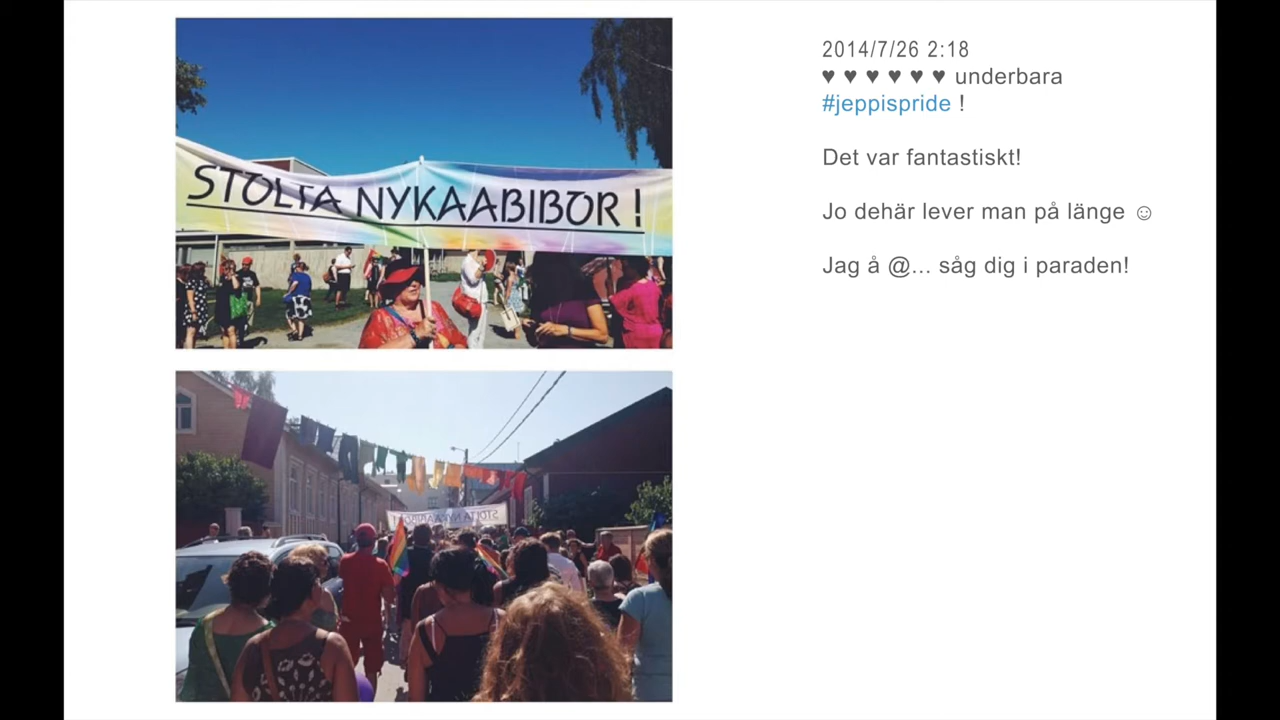 STOLTA NYKAABIBOR !
STOLTA NYKAABIBOR !
2014/7/26 2:18
♥ ♥ ♥ ♥ ♥ ♥ underbara
#jeppispride !
Det var fantastiskt!
Jo dehär lever man på länge ☺
Jag å @... såg dig i paraden!